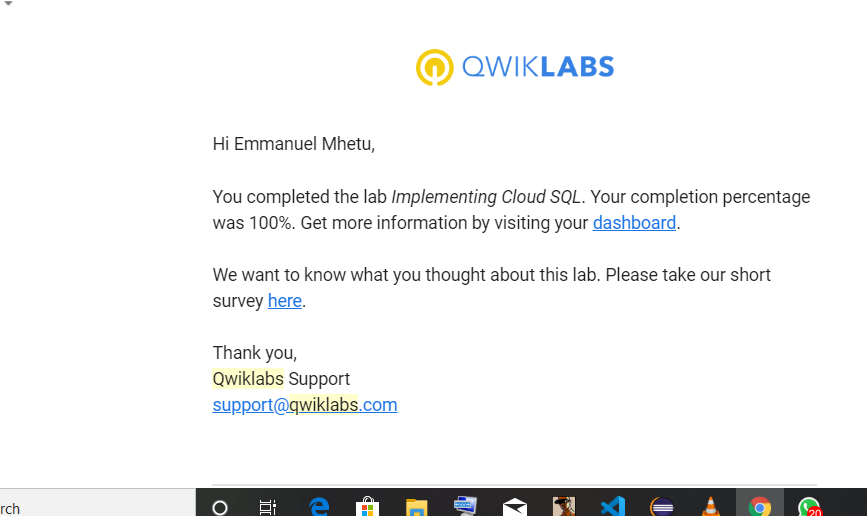 QWIKLABS
Hi Emmanuel Mhetu,
You completed the lab Implementing Cloud SQL. Your completion percentage
was 100%. Get more information by visiting your dashboard.
We want to know what you thought about this lab. Please take our short
survey here.
Thank you,
Qwiklabs Support
support@qwiklabs.com
rch
20